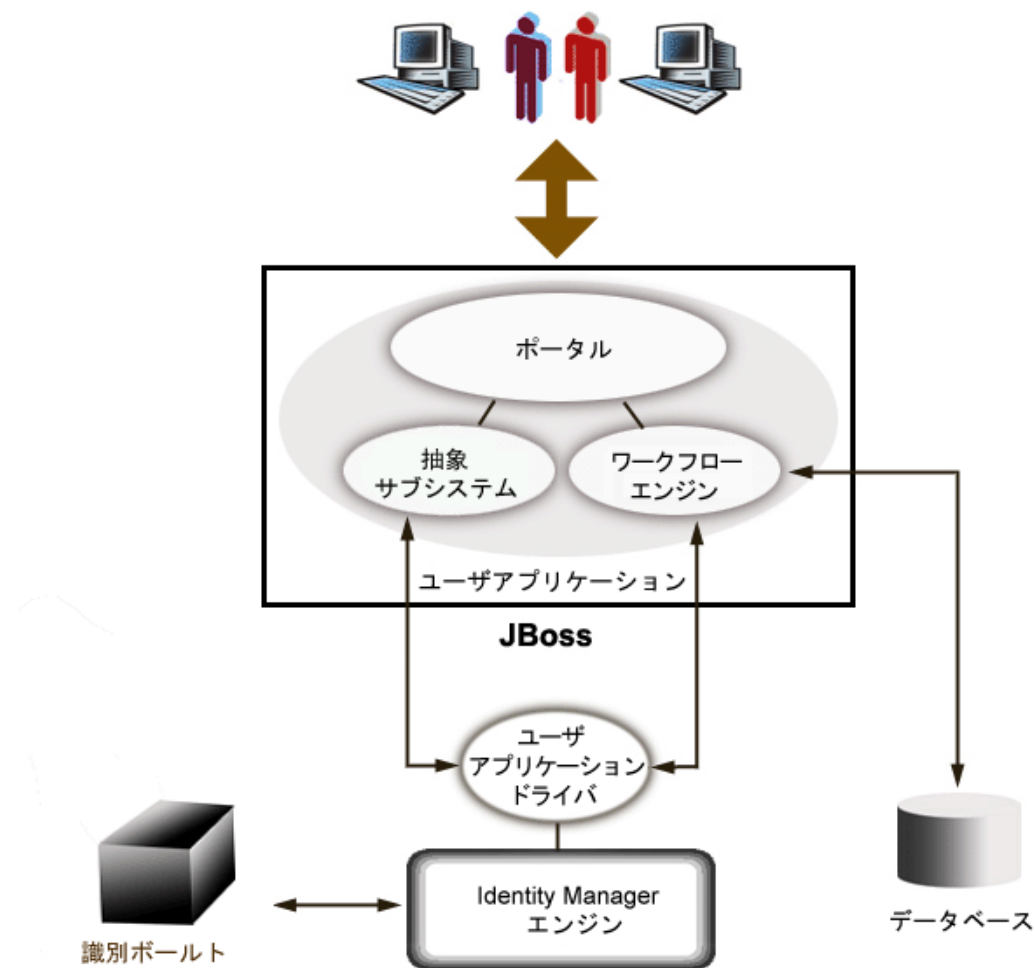 ポータル
抽象
サブシステム
ワークフロー
エンジン
ユーザアプリケーション
JBoss
ユーザ
アプリケーション
ドライバ
Identity Manager
エンジン
識別ボールト
データベース